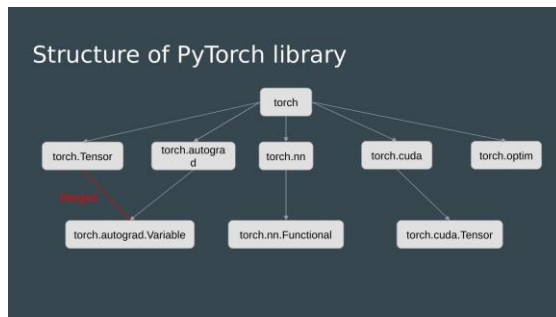 Structure of PyTorch library
torch
torch.Tensor
torch.autogra
d
torch.nn
torch.cuda
torch.optim
Merged
torch.autograd.Variable
torch.nn.Functional
torch.cuda.Tensor